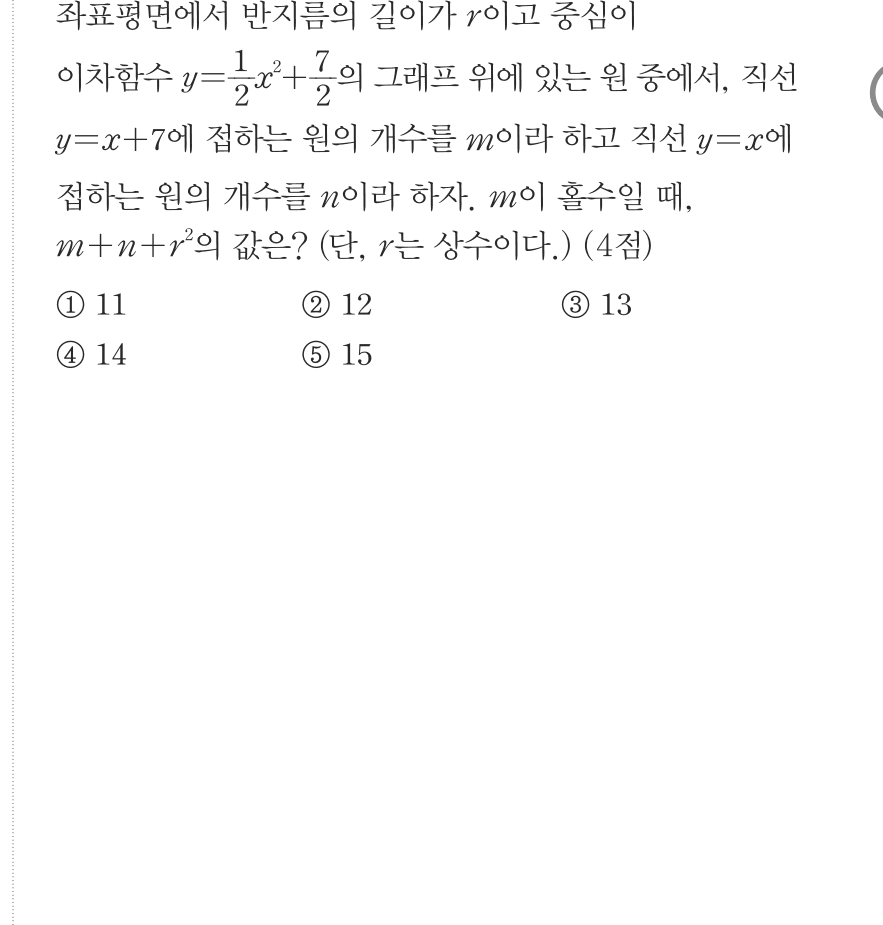 좌표평면에서 반지름의 길이가 r이고 중심이
이차함수 y=\frac{1}{2}x²+\frac{7}{2}의 그래프 위에 있는 원 중에서, 직선
y=x+7에 접하는 원의 개수를 m이라 하고 직선 y=x에
접하는 원의 개수를 n이라 하자. m이 홀수일 때,
m+n+r²의 값은? (단, r는 상수이다.) (4점)
① 11 ② 12 ③ 13
④ 14 ⑤ 15